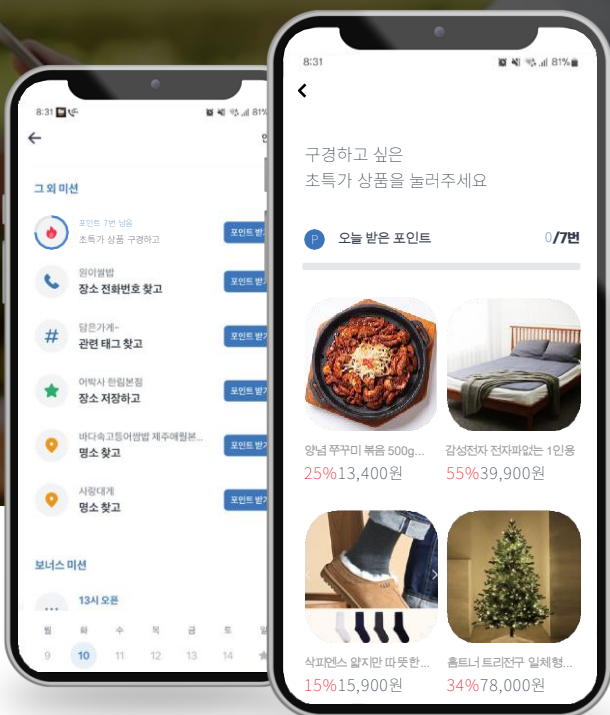 8:31
81%
그 외 미션
포인트 7번 남음
초특가 상품 구경하고
포인트 받
원이쌀밥
장소 전화번호 찾고
포인트 받
담은가게~
관련 태그 찾고
포인트 받
어박사 한림본점
장소 저장하고
포인트 받
바다속고등어쌈밥 제주애월본...
명소 찾고
포인트 받
사랑대게
명소 찾고
포인트 받
보너스 미션
13시 오픈
월 화 수 목 금 토 일
9 10 11 12 13 14
8:31
81%
구경하고 싶은
초특가 상품을 눌러주세요
P 오늘 받은 포인트 0/7번
양념 쭈꾸미 볶음 500g...
25%13,400원
감성전자 전자파없는 1인용
55%39,900원
삭피엔스 얇지만 따뜻한...
15%15,900원
홈트너 트리전구 일체형...
34%78,000원